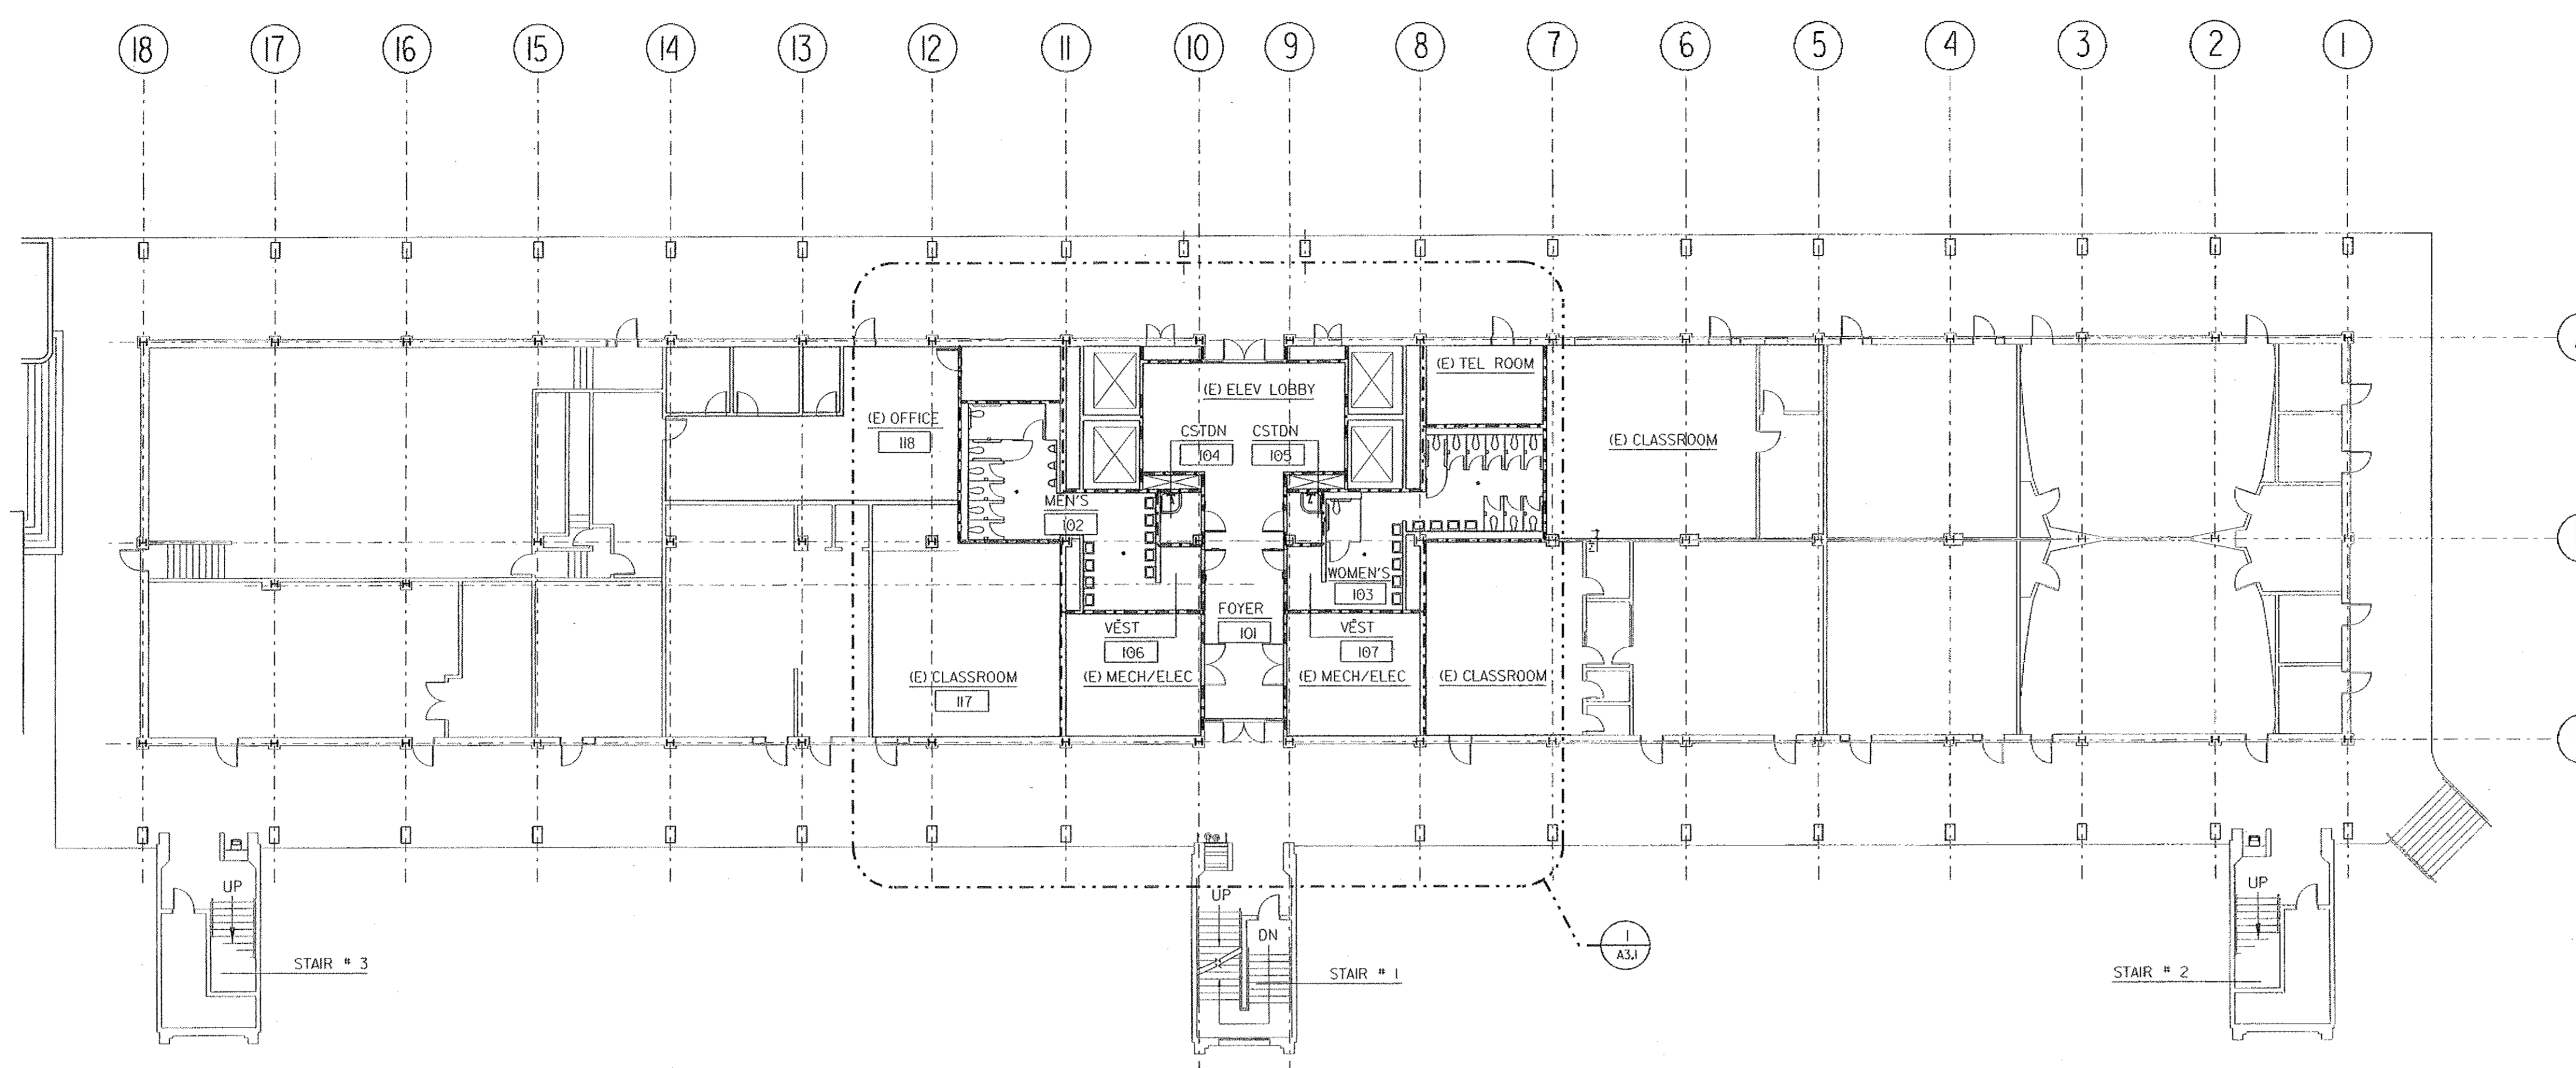 18 17 16 15 14 13 12 11 10 9 8 7 6 5 4 3 2 1
(E) TEL ROOM
(E) ELEV LOBBY
(E) OFFICE
118
CSTDN
104
CSTDN
105
(E) CLASSROOM
MEN'S
102
WOMEN'S
103
FOYER
101
VEST
106
VEST
107
(E) CLASSROOM
117
(E) MECH/ELEC
(E) MECH/ELEC
(E) CLASSROOM
UP
UP
DN
UP
1
A3.1
STAIR # 3
STAIR # 1
STAIR # 2